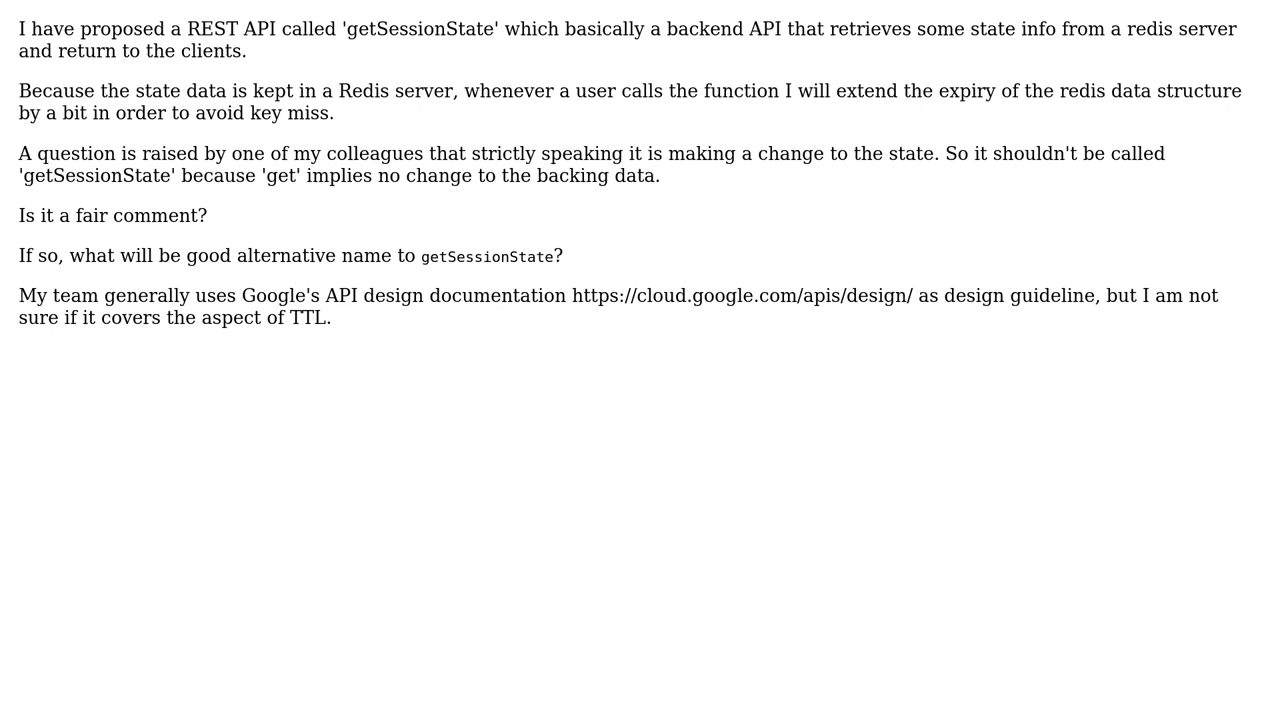 I have proposed a REST API called 'getSessionState' which basically a backend API that retrieves some state info from a redis server
and return to the clients.
Because the state data is kept in a Redis server, whenever a user calls the function I will extend the expiry of the redis data structure
by a bit in order to avoid key miss.
A question is raised by one of my colleagues that strictly speaking it is making a change to the state. So it shouldn't be called
'getSessionState' because 'get' implies no change to the backing data.
Is it a fair comment?
If so, what will be good alternative name to getSessionState?
My team generally uses Google's API design documentation https://cloud.google.com/apis/design/ as design guideline, but I am not
sure if it covers the aspect of TTL.